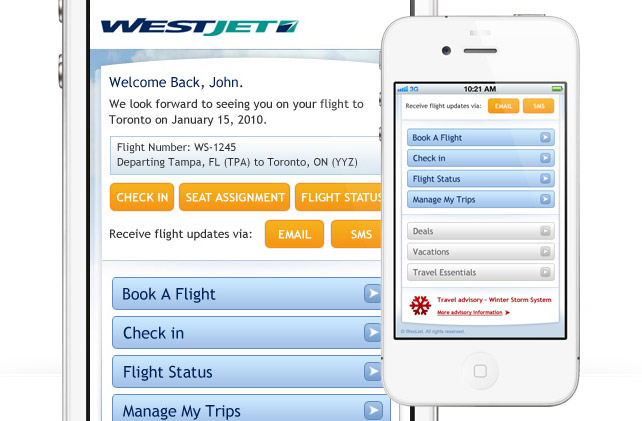 WESTJET
Welcome Back, John.
We look forward to seeing you on your flight to
Toronto on January 15, 2010.
Flight Number: WS-1245
Departing Tampa, FL (TPA) to Toronto, ON (YYZ)
CHECK IN
SEAT ASSIGNMENT
FLIGHT STATUS
Receive flight updates via:
EMAIL
SMS
Book A Flight
Check in
Flight Status
Manage My Trips
3G
10:21 AM
Receive flight updates via:
EMAIL
SMS
Book A Flight
Check in
Flight Status
Manage My Trips
Deals
Vacations
Travel Essentials
Travel advisory - Winter Storm System
More advisory information
© WestJet. All rights reserved.